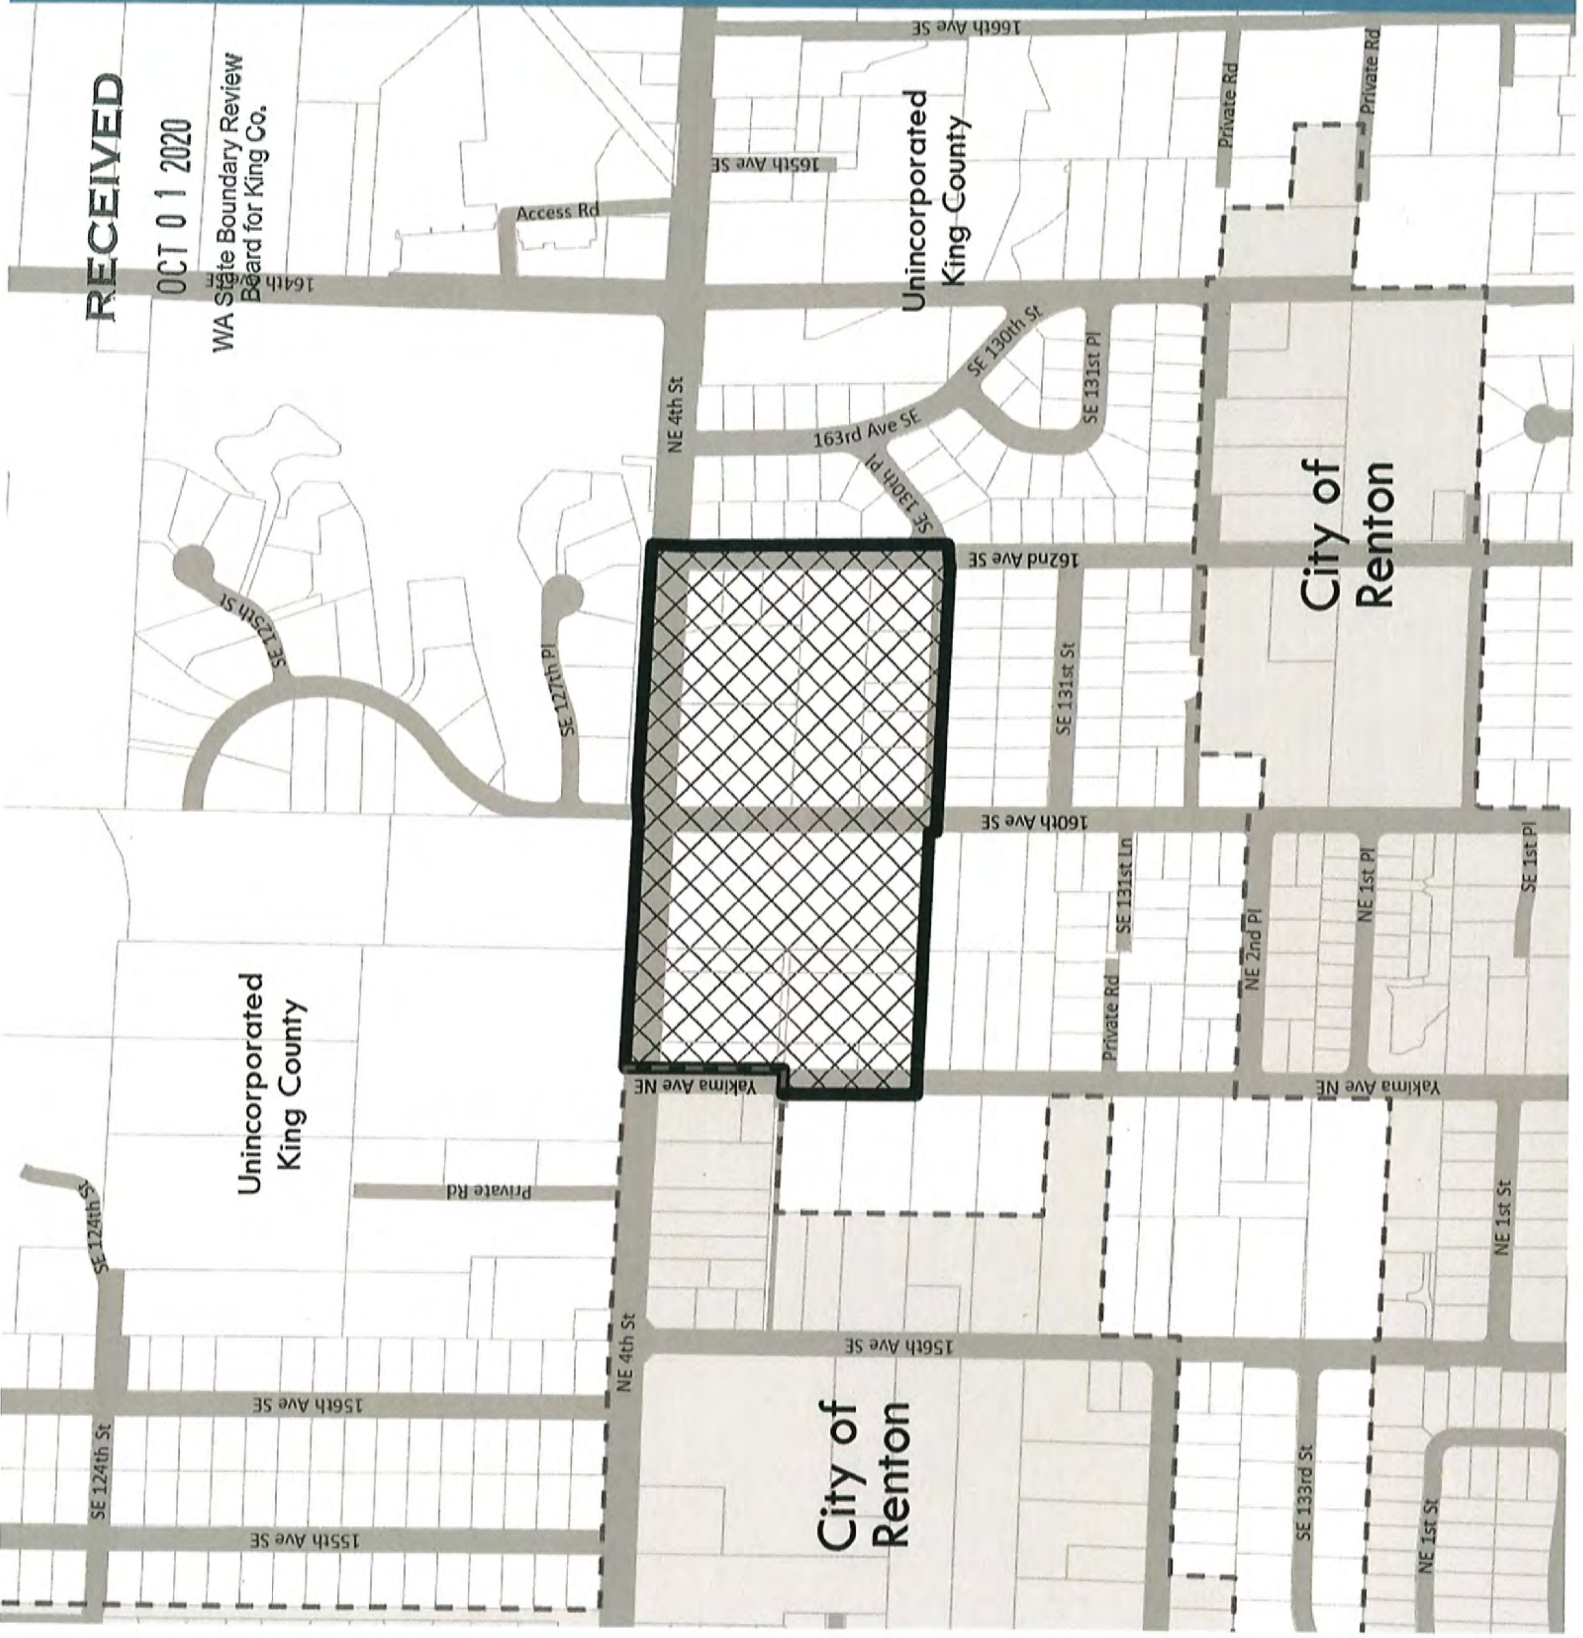 RECEIVED
OCT 0 1 2020
WA State Boundary Review
Board for King Co.
164th Ave SE
166th Ave SE
165th Ave SE
Access Rd
Private Rd
Private Rd
Unincorporated
King County
NE 4th St
163rd Ave SE
SE 130th St
SE 131st Pl
SE 130th Pl
SE 125th St
SE 127th Pl
162nd Ave SE
SE 131st St
City of
Renton
160th Ave SE
SE 131st Ln
Private Rd
NE 2nd Pl
NE 1st Pl
SE 1st Pl
Unincorporated
King County
Yakima Ave NE
Yakima Ave NE
Private Rd
SE 124th St
NE 4th St
156th Ave SE
NE 1st St
156th Ave SE
SE 124th St
155th Ave SE
City of
Renton
SE 133rd St
NE 1st St